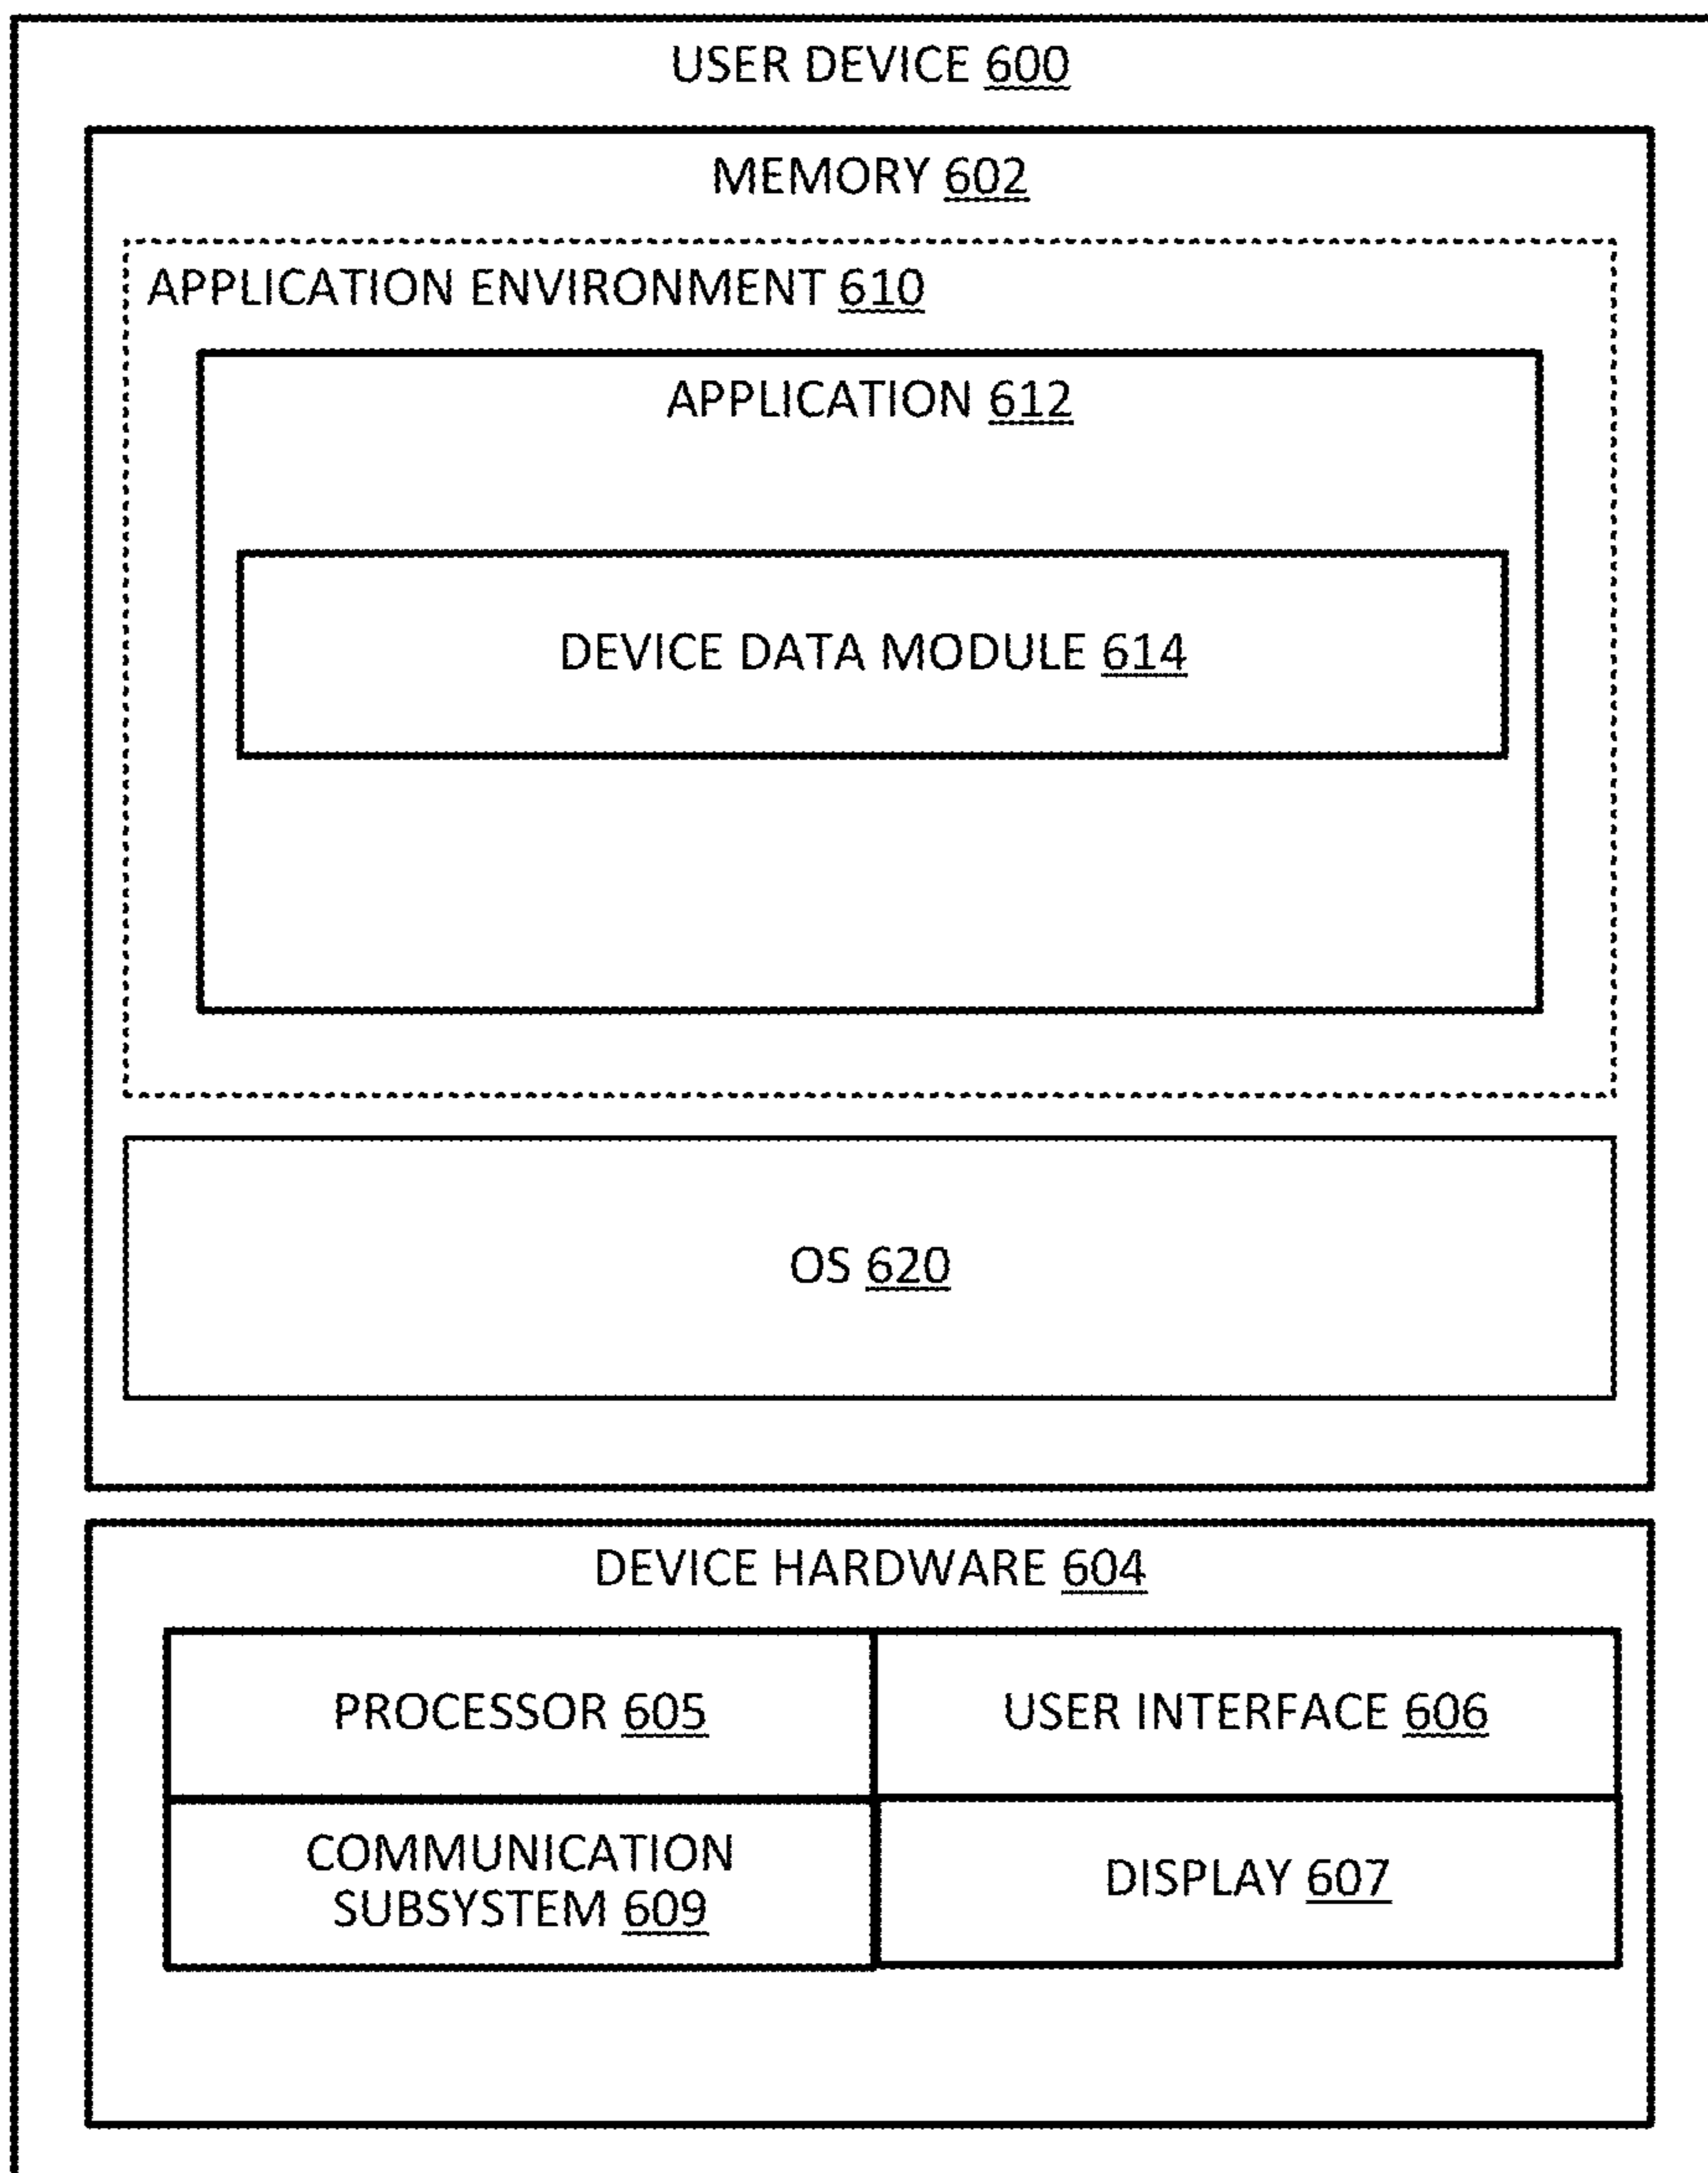 USER DEVICE 600
MEMORY 602
APPLICATION ENVIRONMENT 610
APPLICATION 612
DEVICE DATA MODULE 614
OS 620
DEVICE HARDWARE 604
PROCESSOR 605
USER INTERFACE 606
COMMUNICATION
SUBSYSTEM 609
DISPLAY 607